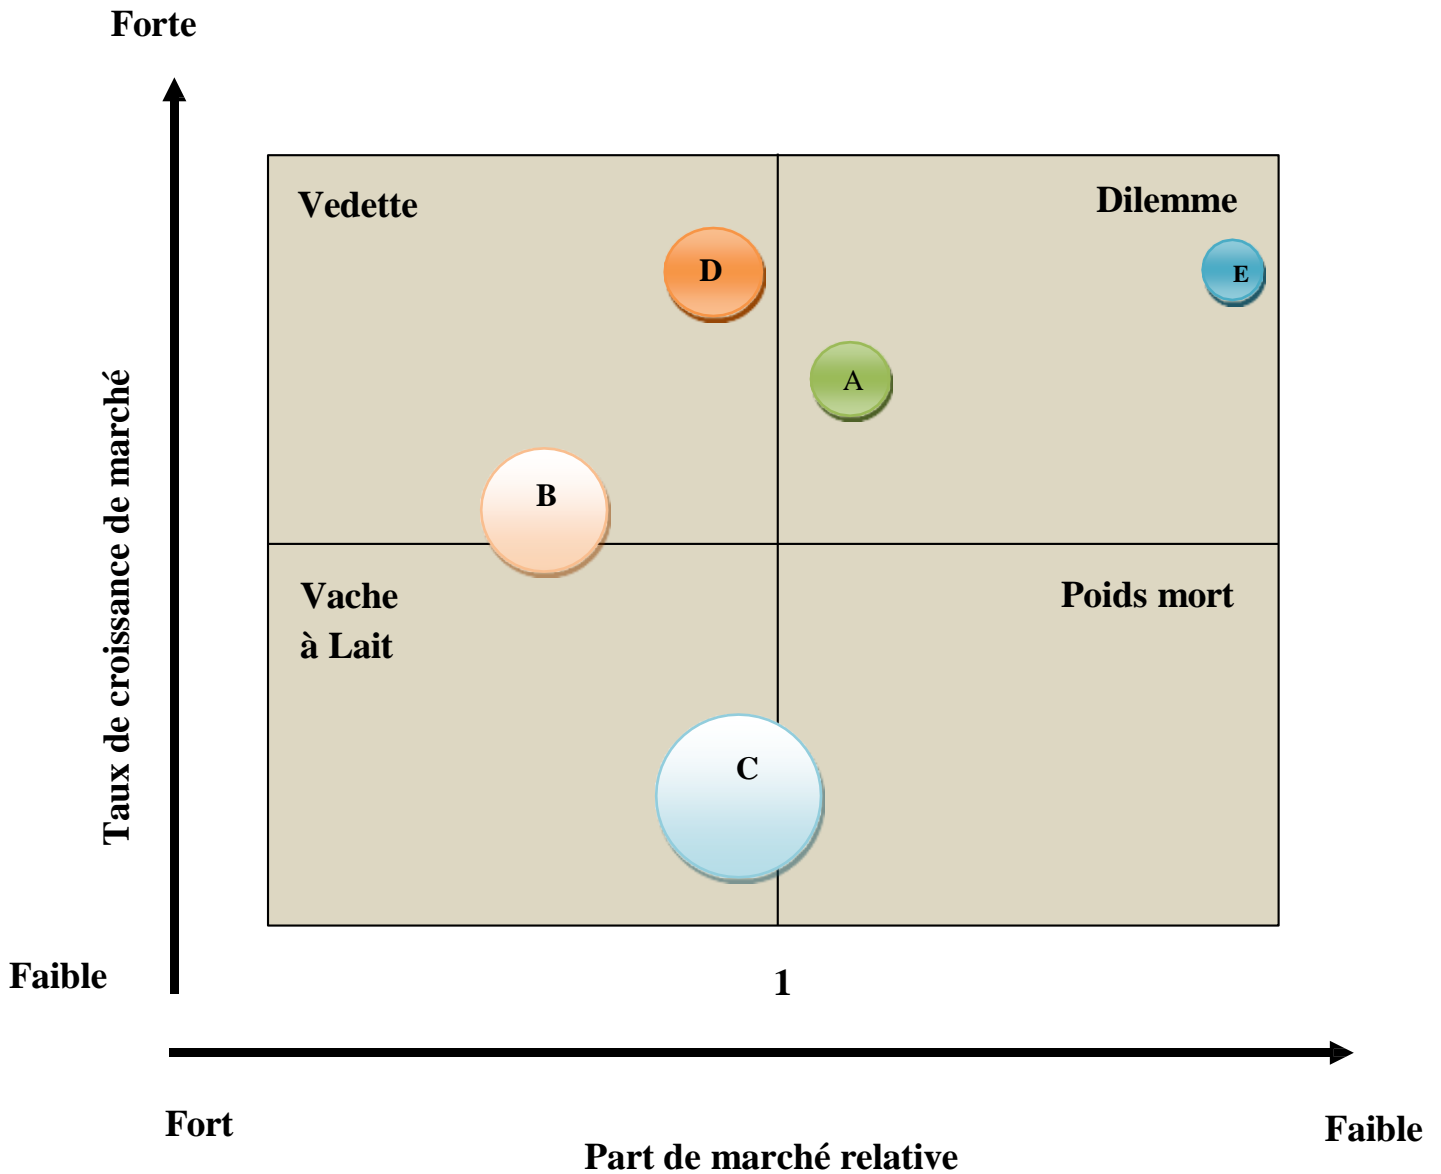 Forte
Vedette
Dilemme
D
E
A
Taux de croissance de marché
B
Vache
à Lait
Poids mort
C
Faible
1
Fort
Faible
Part de marché relative